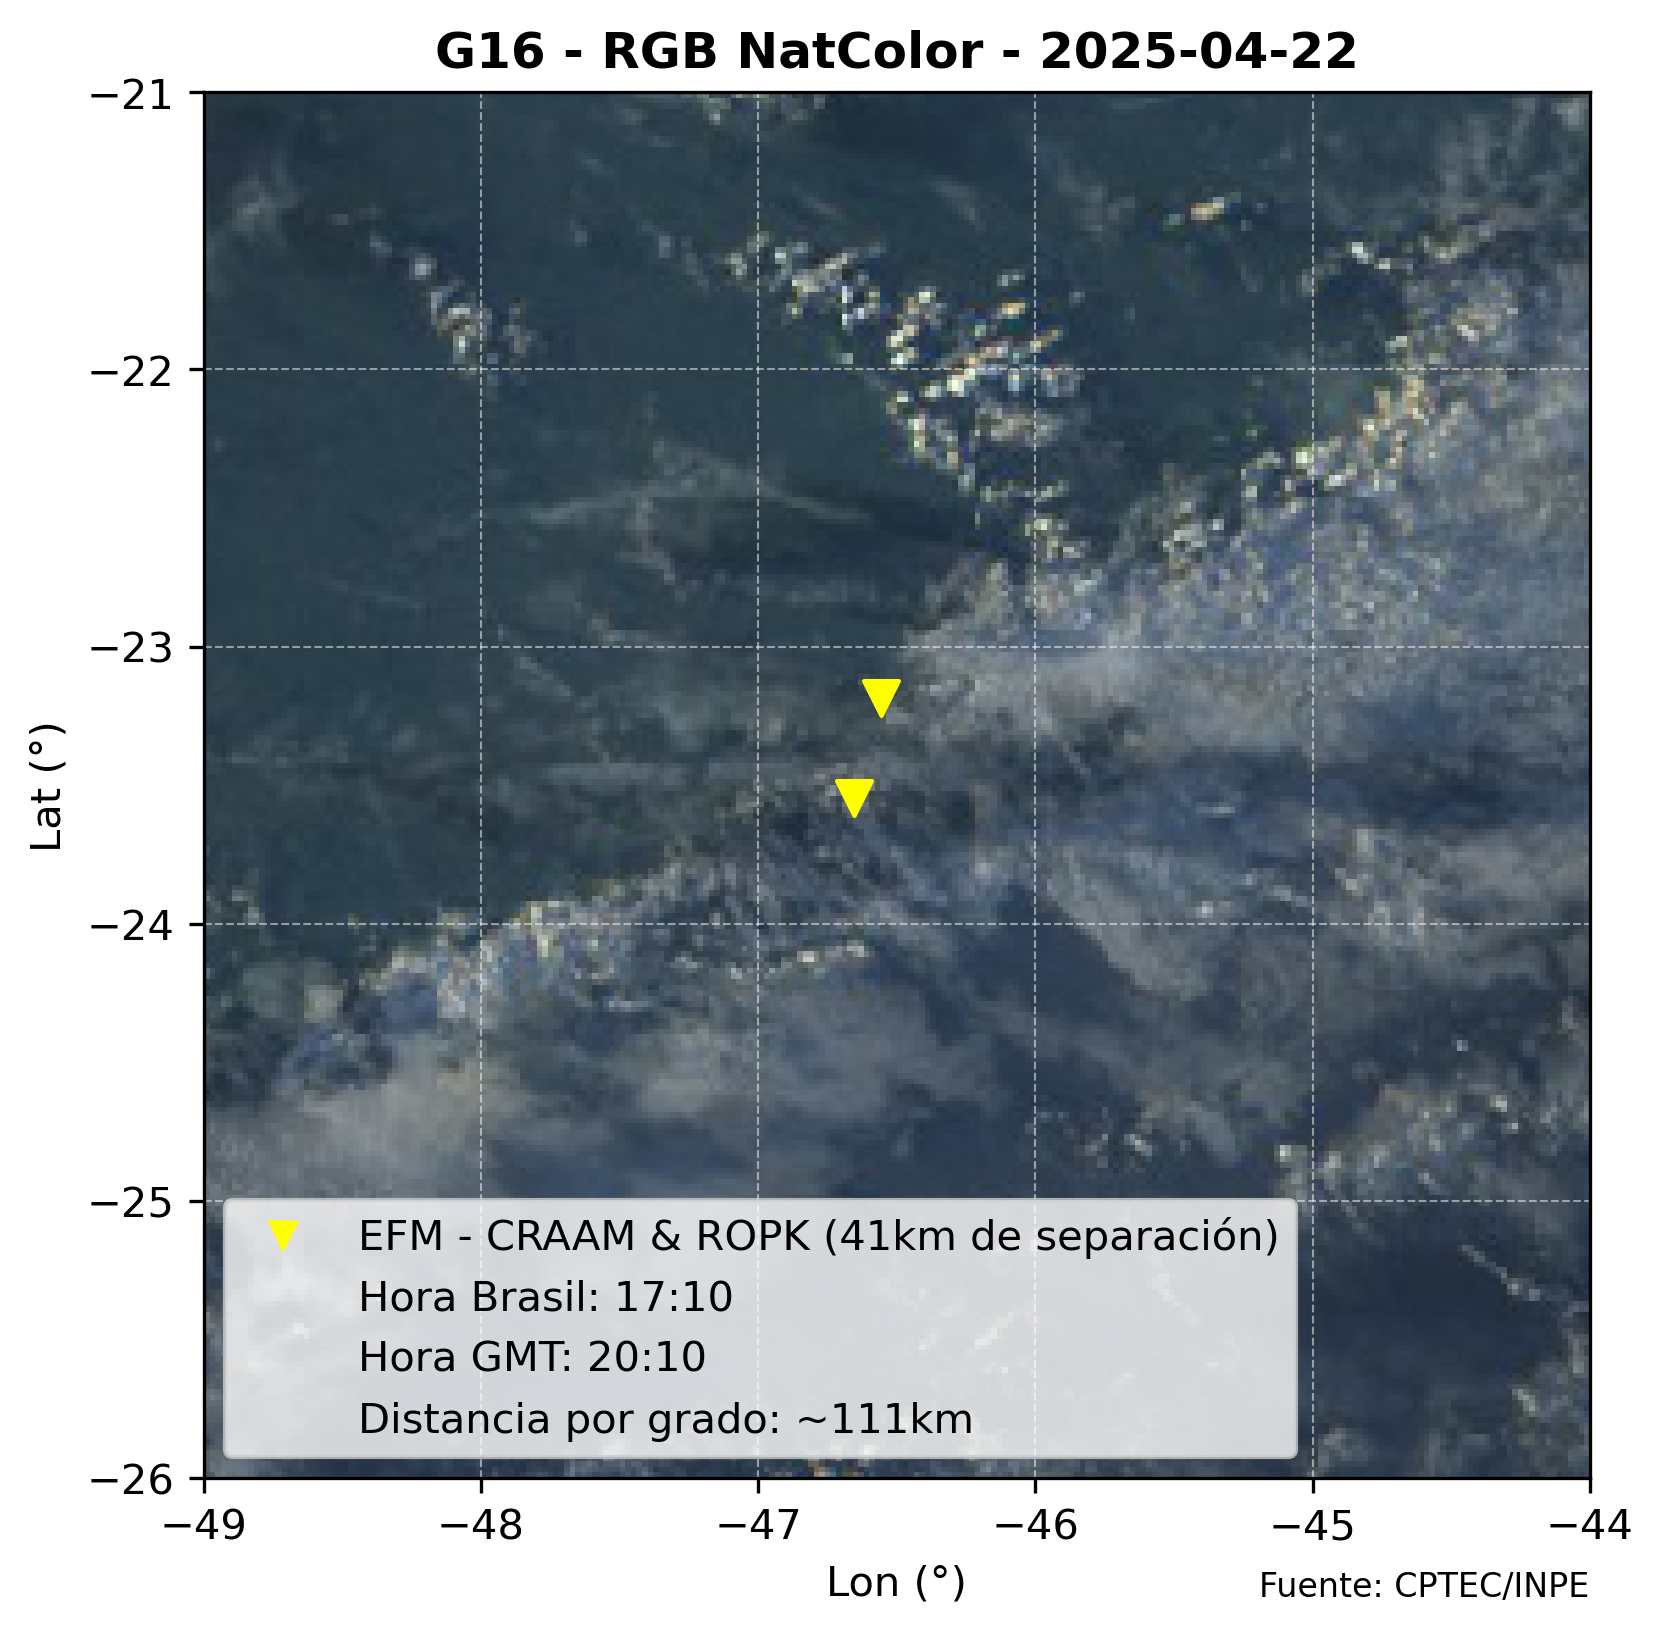 G16 - RGB NatColor - 2025-04-22
−21
−22
−23
−24
−25
−26
Lat (°)
EFM - CRAAM & ROPK (41km de separación)
Hora Brasil: 17:10
Hora GMT: 20:10
Distancia por grado: ~111km
−49 −48 −47 −46 −45 −44
Lon (°)
Fuente: CPTEC/INPE